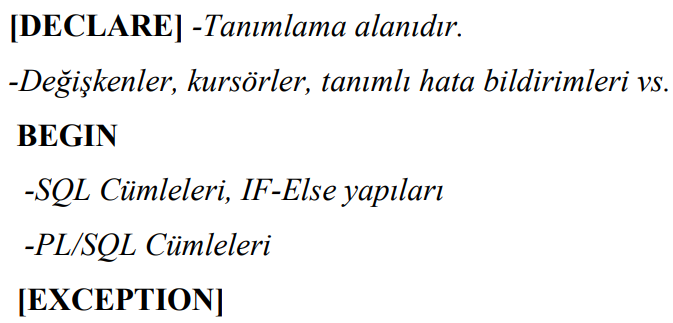 [DECLARE] -Tanımlama alanıdır.
-Değişkenler, kursörler, tanımlı hata bildirimleri vs.
BEGIN
-SQL Cümleleri, IF-Else yapıları
-PL/SQL Cümleleri
[EXCEPTION]